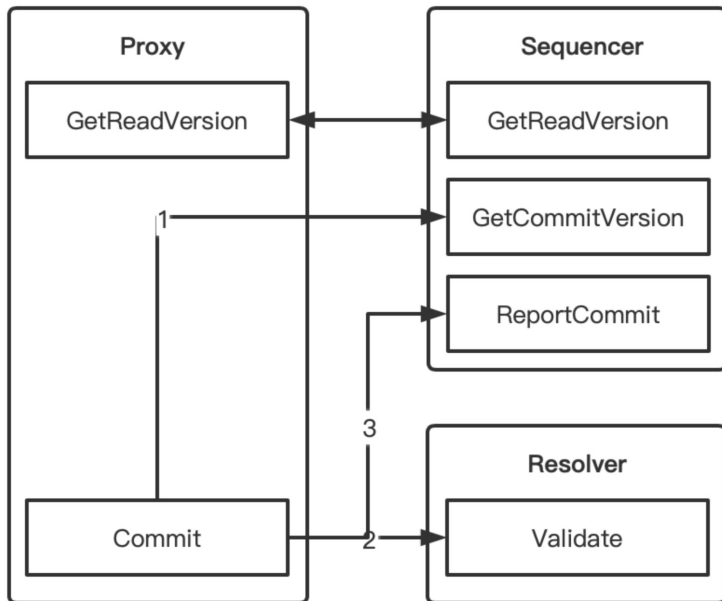 Proxy
GetReadVersion
1
Commit
Sequencer
GetReadVersion
GetCommitVersion
ReportCommit
3
2
Resolver
Validate